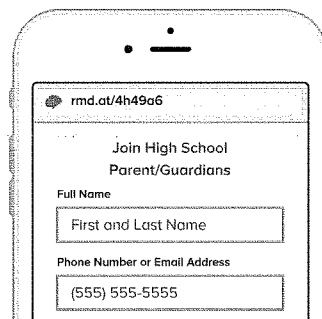 rmd.at/4h49a6
Join High School
Parent/Guardians
Full Name
First and Last Name
Phone Number or Email Address
(555) 555-5555